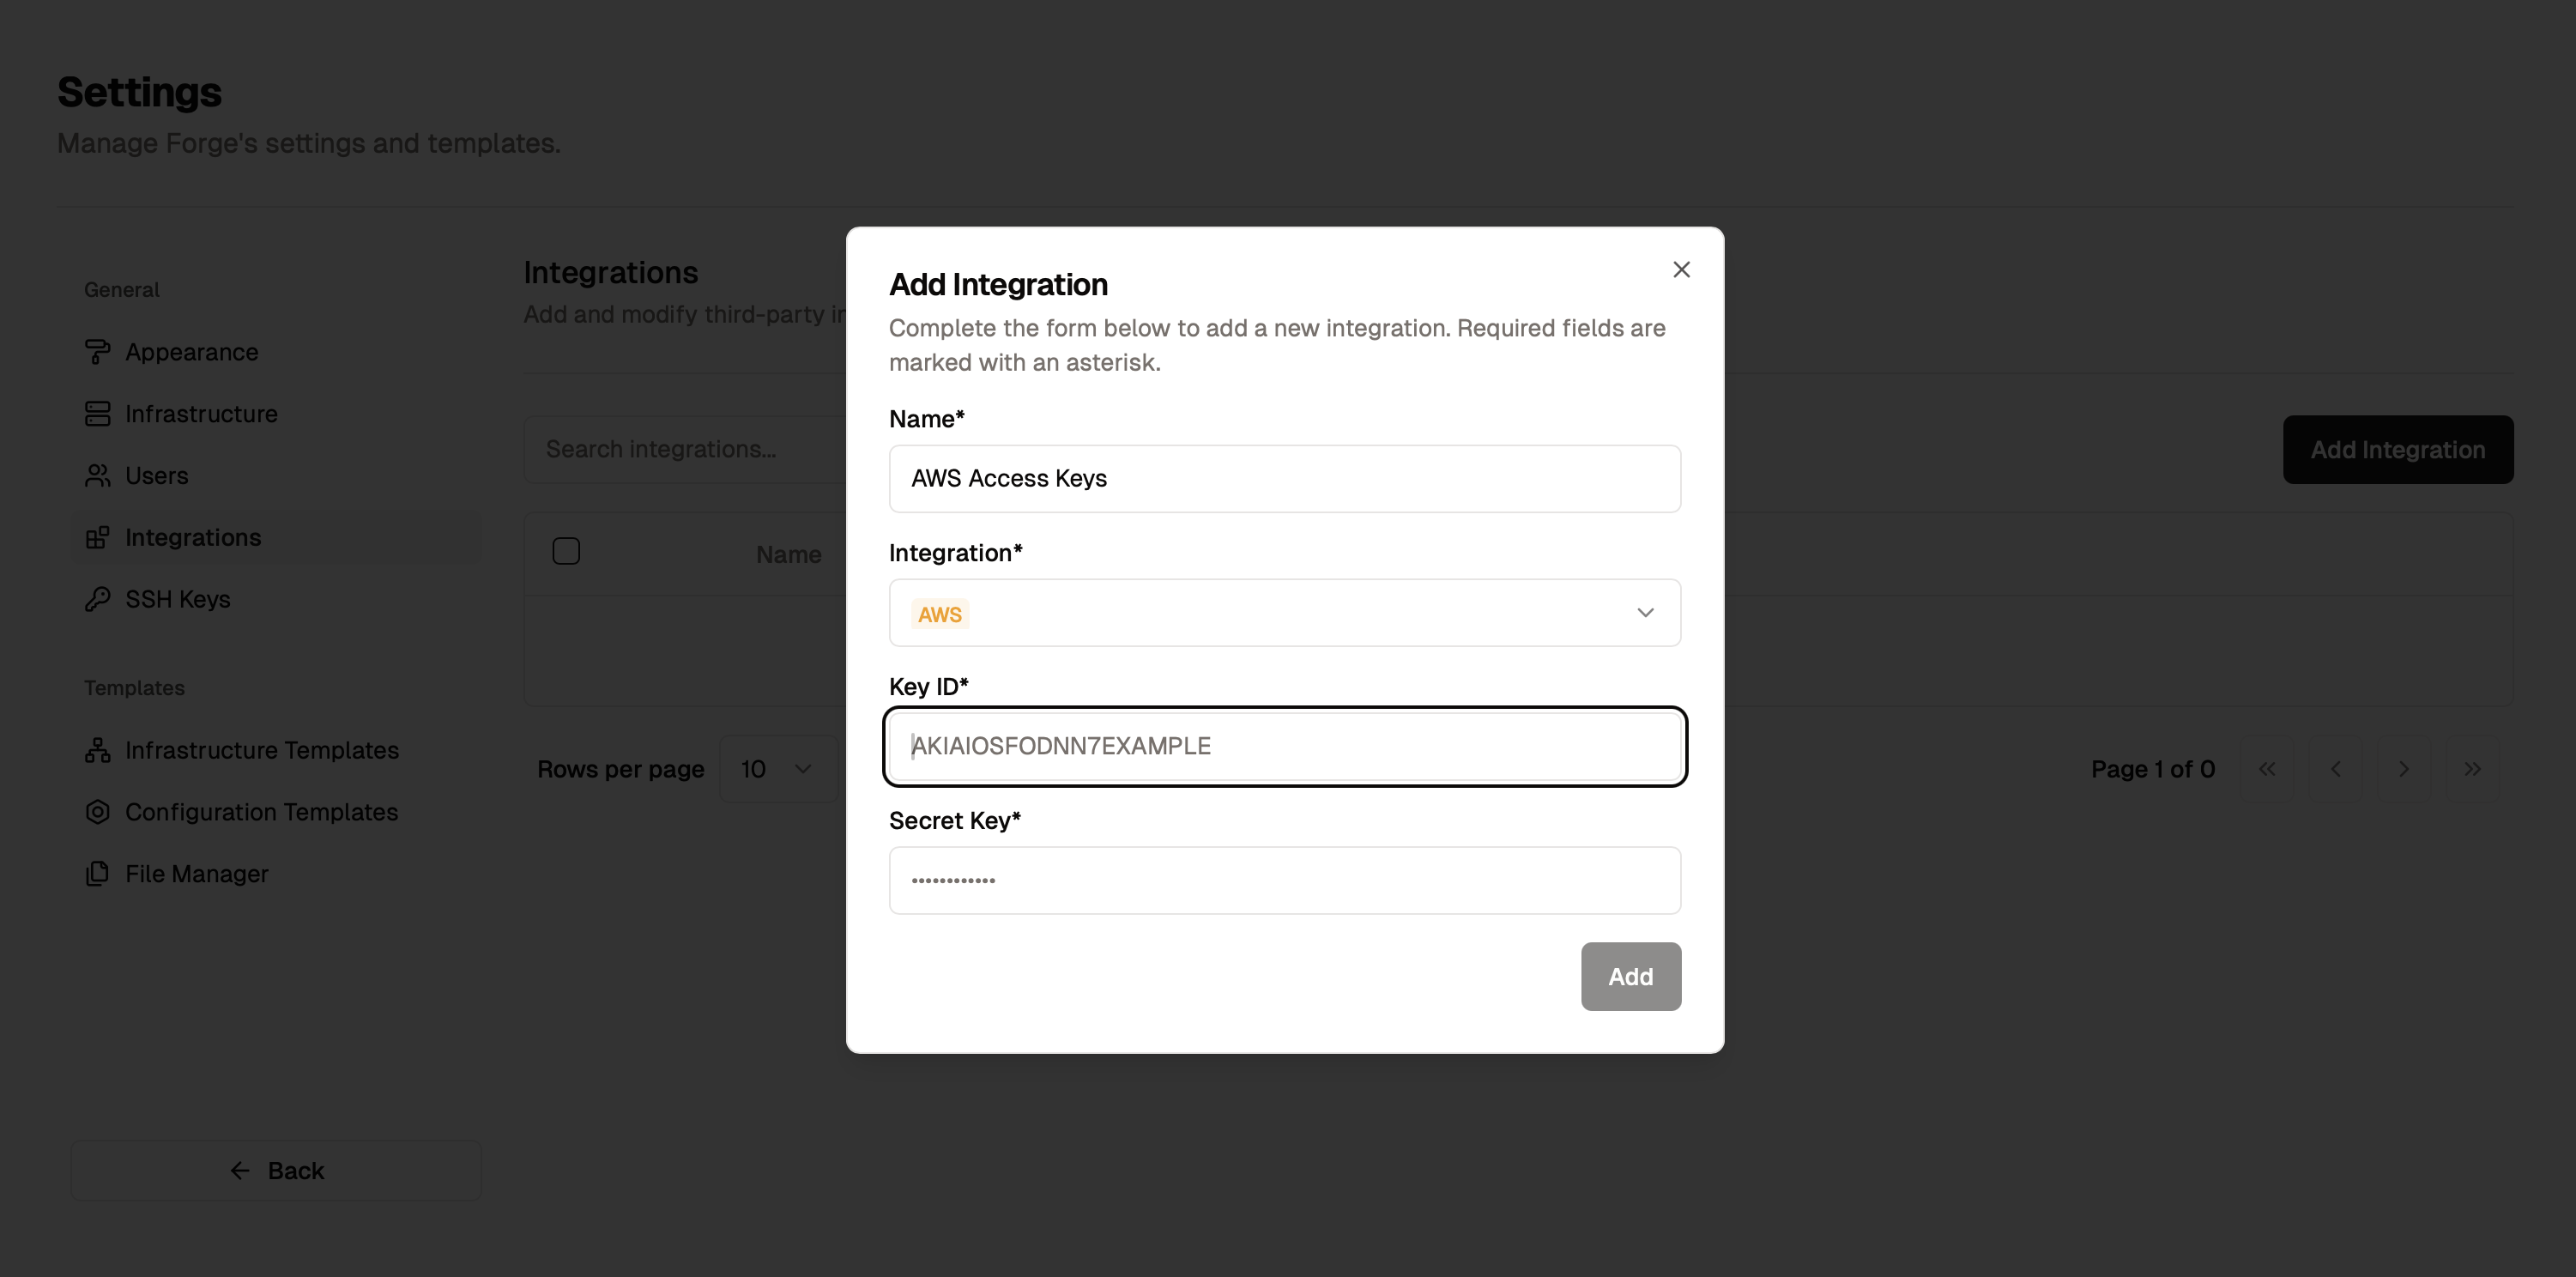 Settings
Manage Forge's settings and templates.
General
Appearance
Infrastructure
Users
Integrations
SSH Keys
Templates
Infrastructure Templates
Configuration Templates
File Manager
Back
Integrations
Add and modify third-party
Search integrations...
Add Integration
Name
Rows per page
10
Page 1 of 0
Add Integration
Complete the form below to add a new integration. Required fields are
marked with an asterisk.
Name*
AWS Access Keys
Integration*
AWS
Key ID*
AKIAIOSFODNN7EXAMPLE
Secret Key*
••••••••••••
Add